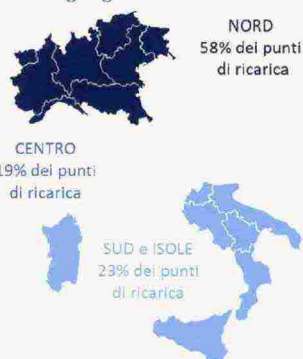 NORD
58% dei punti
di ricarica
CENTRO
19% dei punti
di ricarica
SUD e ISOLE
23% dei punti
di ricarica